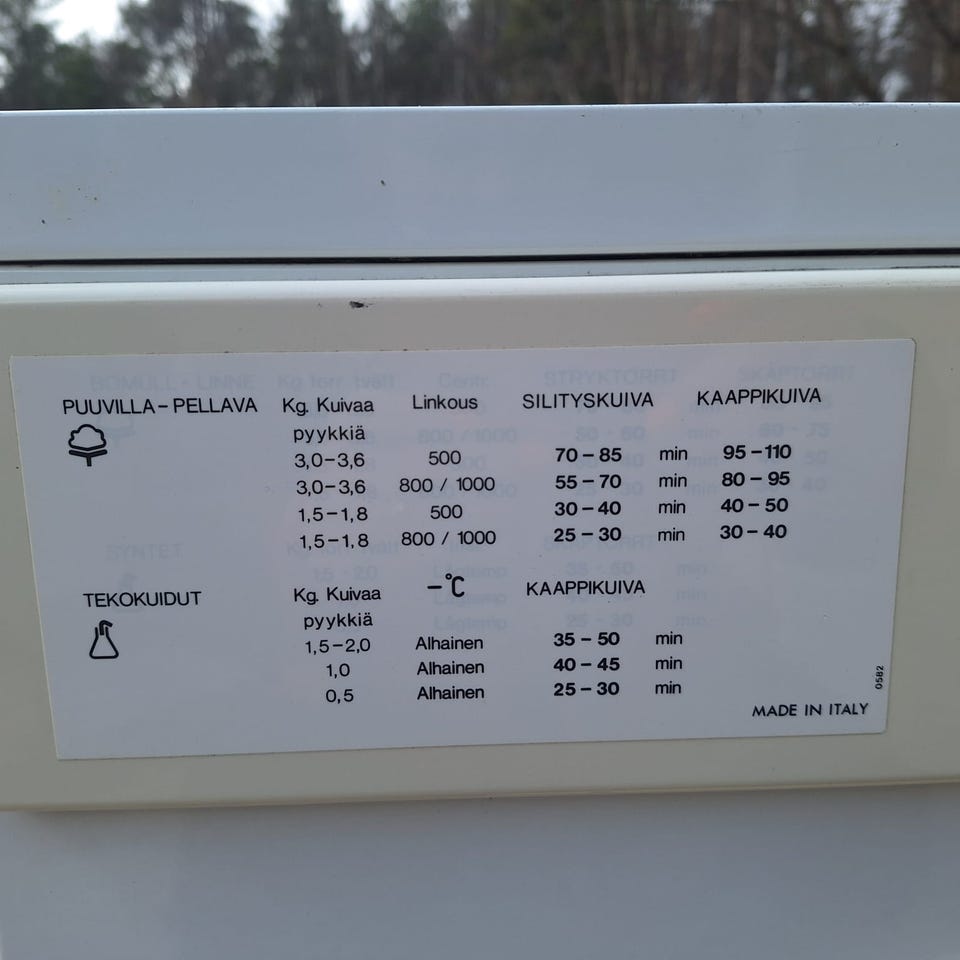 PUUVILLA-PELLAVA Kg. Kuivaa pyykkiä Linkous SILITYSKUIVA KAAPPIKUIVA
3,0-3,6 500 70-85 min 95-110
3,0-3,6 800 / 1000 55-70 min 80-95
1,5-1,8 500 30-40 min 40-50
1,5-1,8 800 / 1000 25-30 min 30-40
TEKOKUIDUT Kg. Kuivaa pyykkiä -°C KAAPPIKUIVA
1,5-2,0 Alhainen 35-50 min
1,0 Alhainen 40-45 min
0,5 Alhainen 25-30 min
0582
MADE IN ITALY